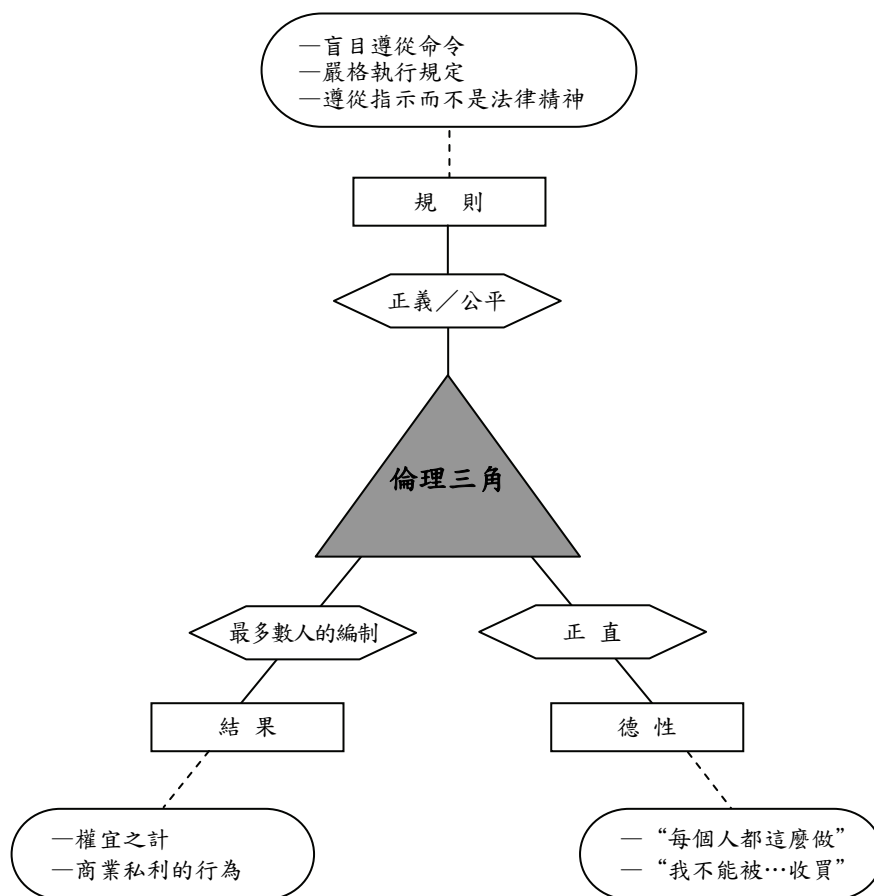 —盲目遵從命令
—嚴格執行規定
—遵從指示而不是法律精神
規 則
正義／公平
倫理三角
最多數人的編制
正 直
結 果
德 性
—權宜之計
—商業私利的行為
—“每個人都這麼做”
—“我不能被…收買”